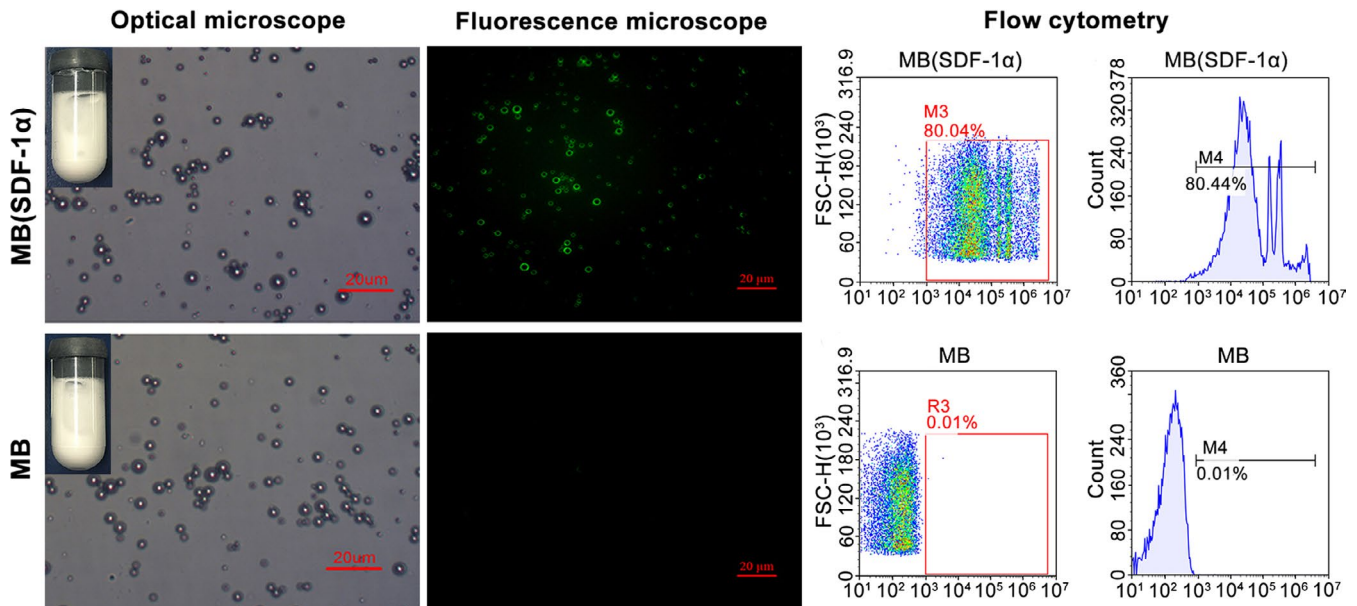 Optical microscope
Fluorescence microscope
Flow cytometry
MB(SDF-1α)
20um
20 μm
MB(SDF-1α)
FSC-H(10³)
316.9
240
180
120
60
0
M3
80.04%
10¹ 10² 10³ 10⁴ 10⁵ 10⁶ 10⁷
MB(SDF-1α)
Count
378
320
240
160
80
0
M4
80.44%
10¹ 10² 10³ 10⁴ 10⁵ 10⁶ 10⁷
MB
20um
20 μm
MB
FSC-H(10³)
316.9
240
180
120
60
0
R3
0.01%
10¹ 10² 10³ 10⁴ 10⁵ 10⁶ 10⁷
MB
Count
360
240
160
80
0
M4
0.01%
10¹ 10² 10³ 10⁴ 10⁵ 10⁶ 10⁷